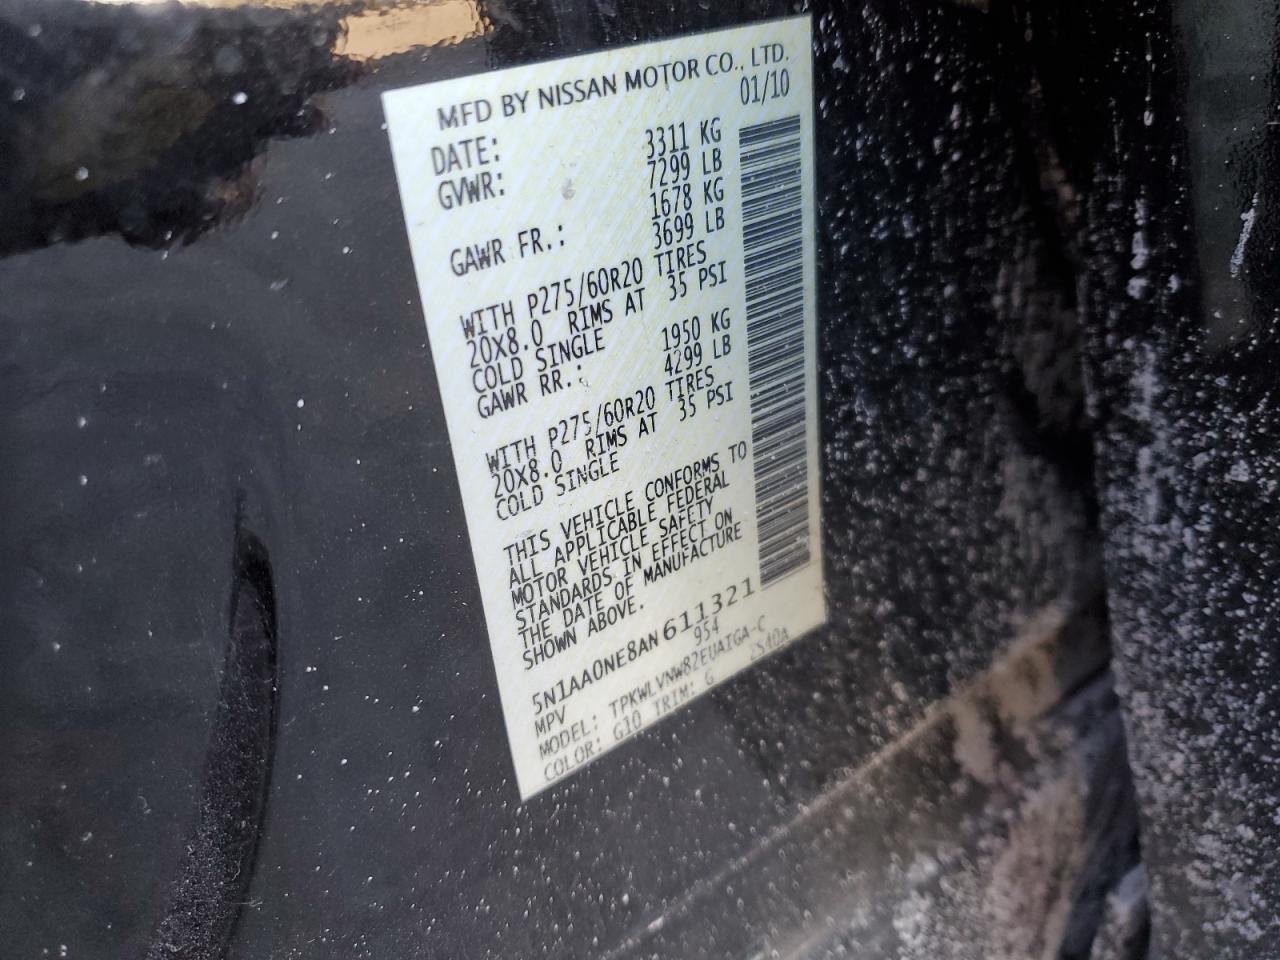 MFD BY NISSAN MOTOR CO., LTD.
DATE: 01/10
GVWR: 3311 KG
7299 LB
GAWR FR.: 1678 KG
3699 LB
WITH P275/60R20 TIRES
20X8.0 RIMS AT 35 PSI
COLD SINGLE
GAWR RR.: 1950 KG
4299 LB
WITH P275/60R20 TIRES
20X8.0 RIMS AT 35 PSI
COLD SINGLE
THIS VEHICLE CONFORMS TO
ALL APPLICABLE FEDERAL
MOTOR VEHICLE SAFETY
STANDARDS IN EFFECT ON
THE DATE OF MANUFACTURE
SHOWN ABOVE.
5N1AA0NE8AN611321
MPV 954
MODEL: TPKWLVNW82EUAIGA-C
COLOR: G10 TRIM: G ZS40A